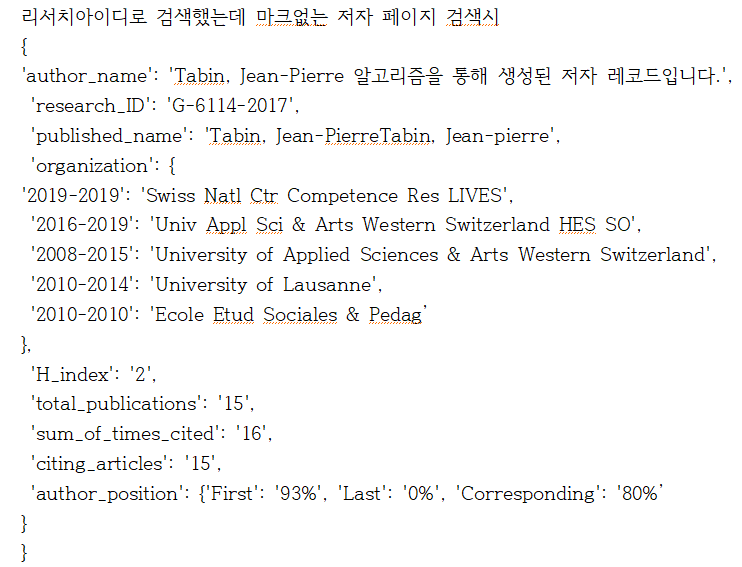 리서치아이디로 검색했는데 마크없는 저자 페이지 검색시
{
'author_name': 'Tabin, Jean-Pierre 알고리즘을 통해 생성된 저자 레코드입니다.',
'research_ID': 'G-6114-2017',
'published_name': 'Tabin, Jean-PierreTabin, Jean-pierre',
'organization': {
'2019-2019': 'Swiss Natl Ctr Competence Res LIVES',
'2016-2019': 'Univ Appl Sci & Arts Western Switzerland HES SO',
'2008-2015': 'University of Applied Sciences & Arts Western Switzerland',
'2010-2014': 'University of Lausanne',
'2010-2010': 'Ecole Etud Sociales & Pedag’
},
'H_index': '2',
'total_publications': '15',
'sum_of_times_cited': '16',
'citing_articles': '15',
'author_position': {'First': '93%', 'Last': '0%', 'Corresponding': '80%’
}
}